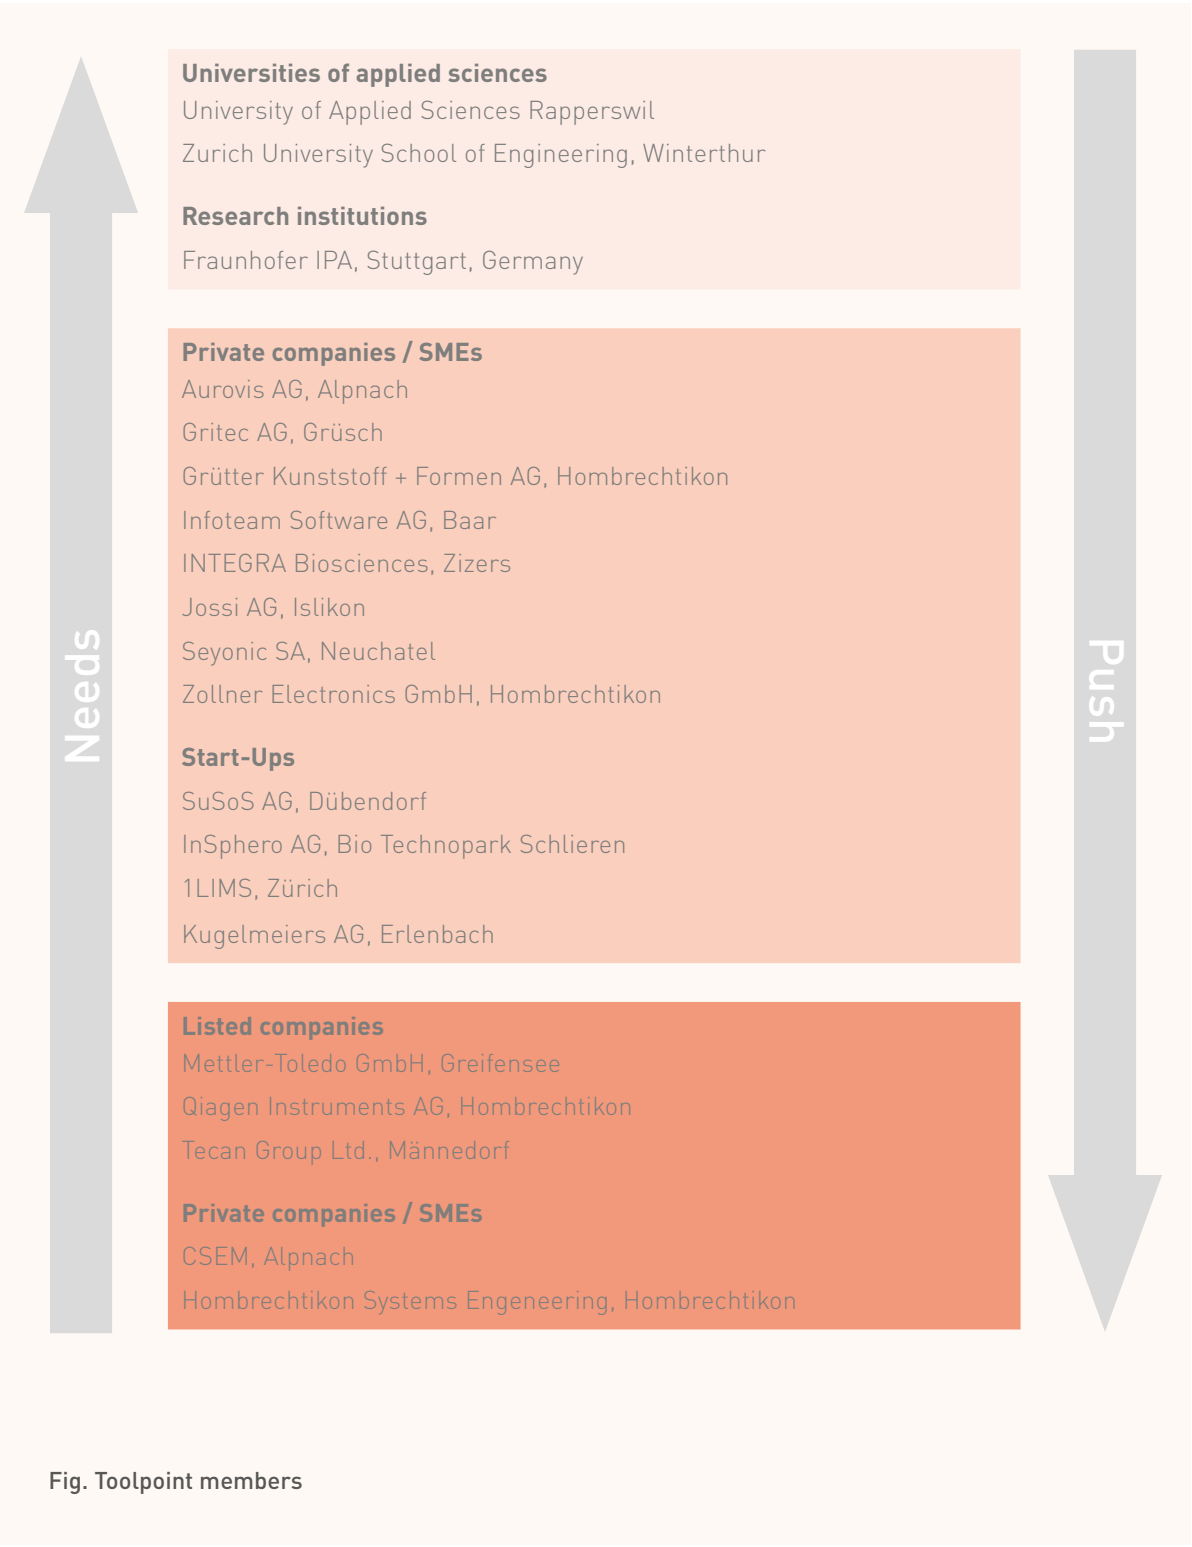 Universities of applied sciences
University of Applied Sciences Rapperswil
Zurich University School of Engineering, Winterthur
Research institutions
Fraunhofer IPA, Stuttgart, Germany
Private companies / SMEs
Aurovis AG, Alpnach
Gritec AG, Grüsch
Grütter Kunststoff + Formen AG, Hombrechtikon
Infoteam Software AG, Baar
INTEGRA Biosciences, Zizers
Jossi AG, Islikon
Seyonic SA, Neuchatel
Zollner Electronics GmbH, Hombrechtikon
Start-Ups
SuSoS AG, Dübendorf
InSphero AG, Bio Technopark Schlieren
1LIMS, Zürich
Kugelmeiers AG, Erlenbach
Listed companies
Mettler-Toledo GmbH, Greifensee
Qiagen Instruments AG, Hombrechtikon
Tecan Group Ltd., Männedorf
Private companies / SMEs
CSEM, Alpnach
Hombrechtikon Systems Engeneering, Hombrechtikon
Needs
Push
Fig. Toolpoint members